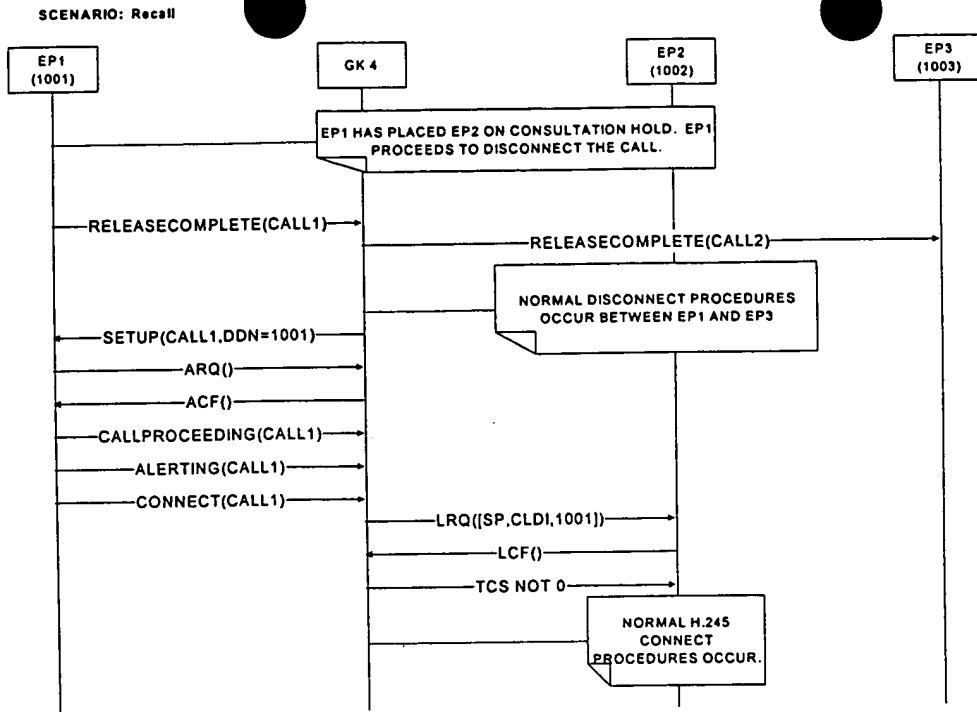 SCENARIO: Recall
EP1
(1001)
GK 4
EP2
(1002)
EP3
(1003)
EP1 HAS PLACED EP2 ON CONSULTATION HOLD. EP1
PROCEEDS TO DISCONNECT THE CALL.
RELEASECOMPLETE(CALL1)
RELEASECOMPLETE(CALL2)
NORMAL DISCONNECT PROCEDURES
OCCUR BETWEEN EP1 AND EP3
SETUP(CALL1,DDN=1001)
ARQ()
ACF()
CALLPROCEEDING(CALL1)
ALERTING(CALL1)
CONNECT(CALL1)
LRQ([SP,CLDI,1001])
LCF()
TCS NOT 0
NORMAL H.245
CONNECT
PROCEDURES OCCUR.